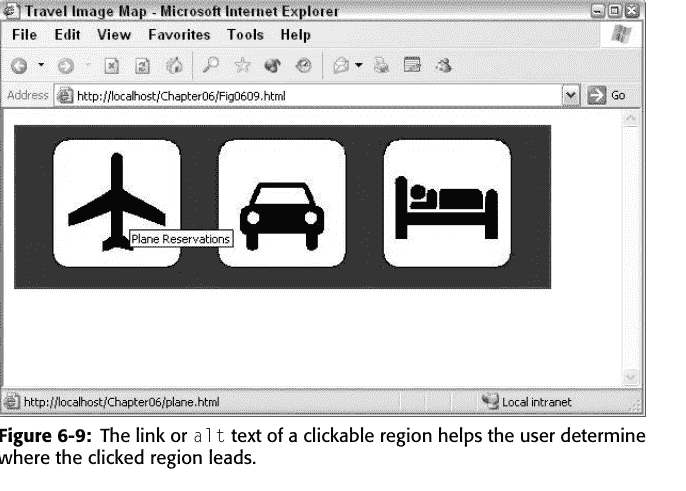 Travel Image Map - Microsoft Internet Explorer
File Edit View Favorites Tools Help
Address http://localhost/Chapter06/Fig0609.html Go
Plane Reservations
http://localhost/Chapter06/plane.html Local intranet
Figure 6-9: The link or alt text of a clickable region helps the user determine
where the clicked region leads.